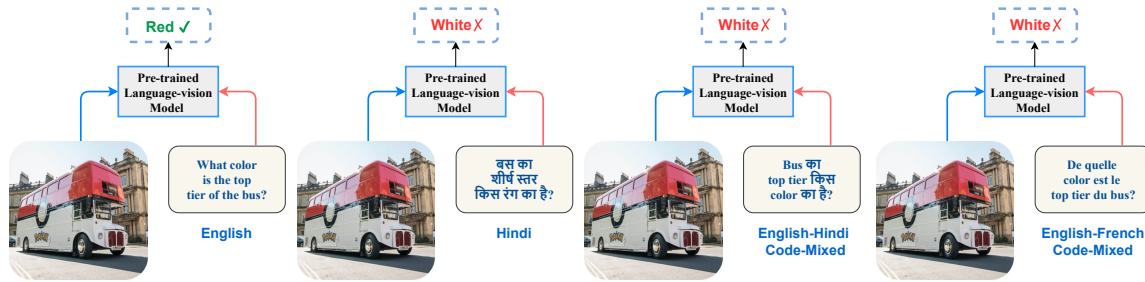 Red ✓
Pre-trained
Language-vision
Model
What color
is the top
tier of the bus?
English
White ✗
Pre-trained
Language-vision
Model
बस का
शीर्ष स्तर
किस रंग का है?
Hindi
White ✗
Pre-trained
Language-vision
Model
Bus का
top tier किस
color का है?
English-Hindi
Code-Mixed
White ✗
Pre-trained
Language-vision
Model
De quelle
color est le
top tier du bus?
English-French
Code-Mixed